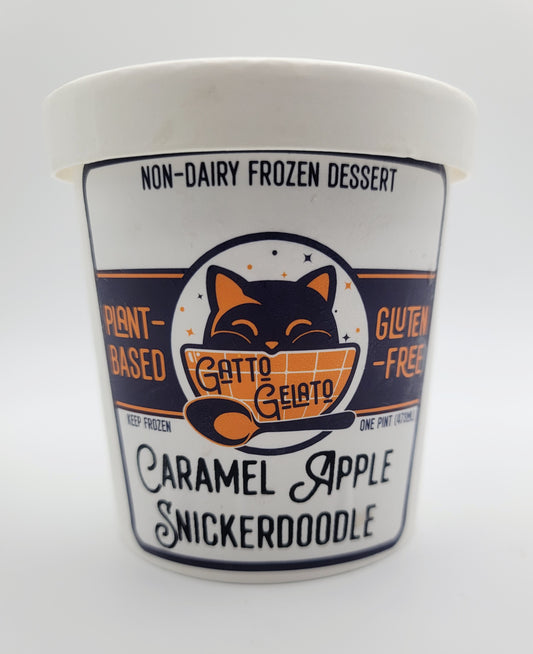 NON-DAIRY FROZEN DESSERT
PLANT-
BASED
GATTO
GELATO
GLUTEN
-FREE
KEEP FROZEN
ONE PINT (473ML)
CARAMEL APPLE
SNICKERDOODLE